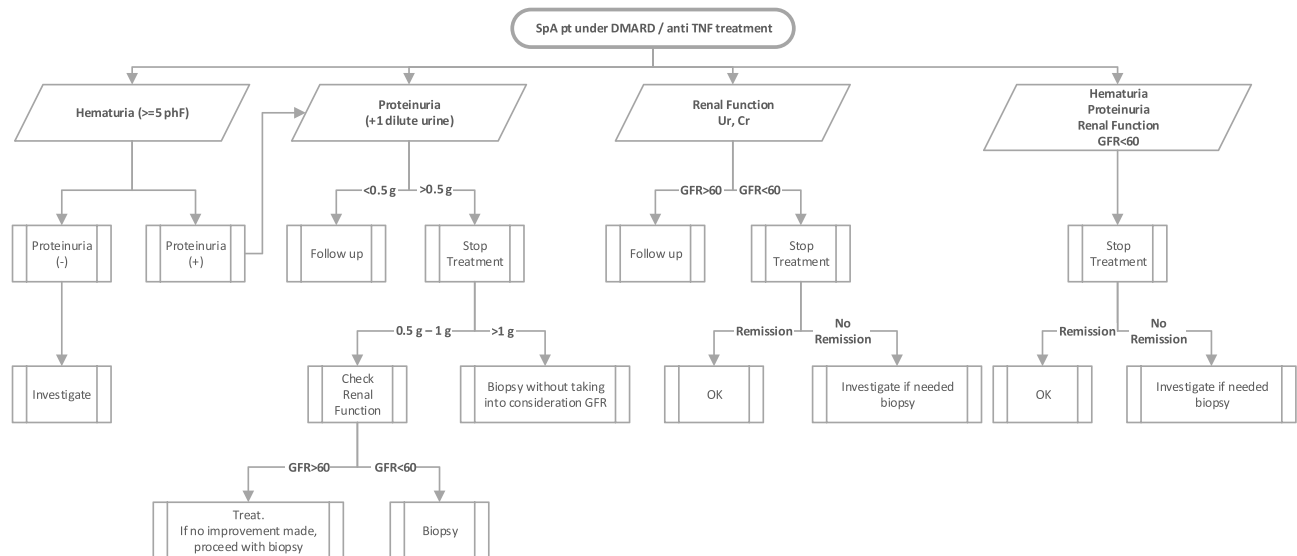 SpA pt under DMARD / anti TNF treatment
Hematuria (>=5 phF)
Proteinuria
(+1 dilute urine)
Renal Function
Ur, Cr
Hematuria
Proteinuria
Renal Function
GFR<60
<0.5 g
>0.5 g
GFR>60
GFR<60
Proteinuria
(-)
Proteinuria
(+)
Follow up
Stop
Treatment
Follow up
Stop
Treatment
Stop
Treatment
0.5 g – 1 g
>1 g
Remission
No
Remission
Remission
No
Remission
Investigate
Check
Renal
Function
Biopsy without taking
into consideration GFR
OK
Investigate if needed
biopsy
OK
Investigate if needed
biopsy
GFR>60
GFR<60
Treat.
If no improvement made,
proceed with biopsy
Biopsy